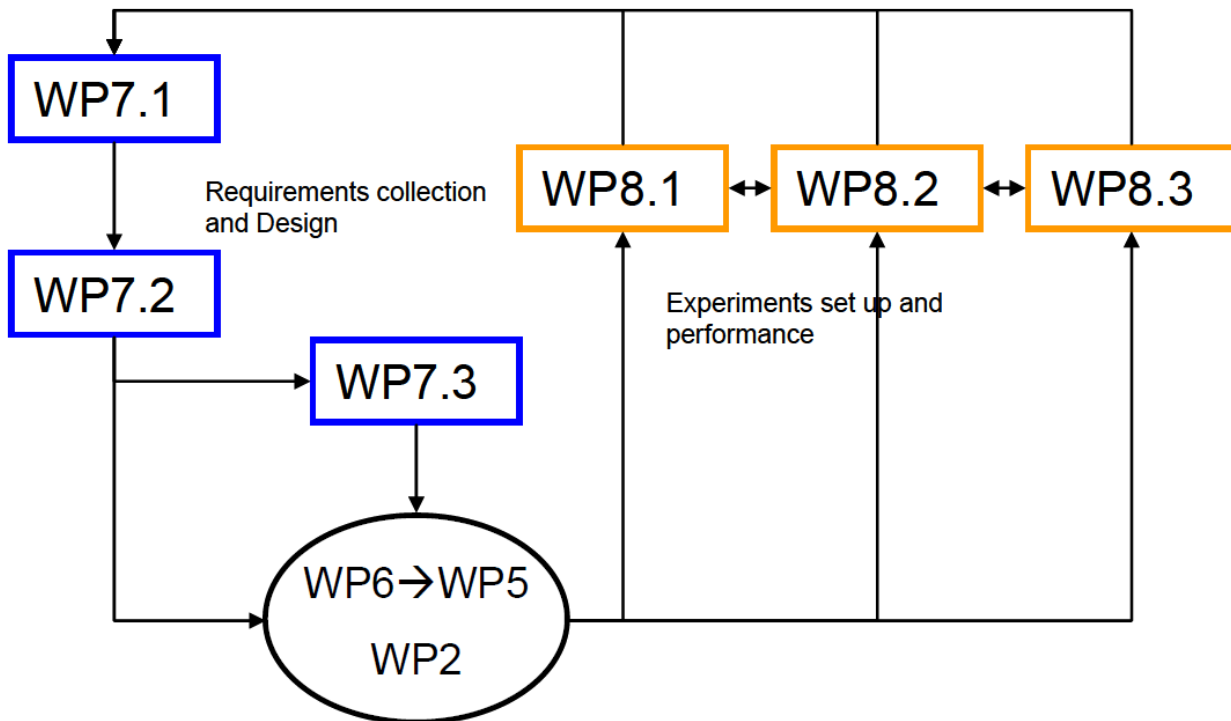 WP7.1
Requirements collection
and Design
WP8.1
WP8.2
WP8.3
WP7.2
Experiments set up and
performance
WP7.3
WP6→WP5
WP2